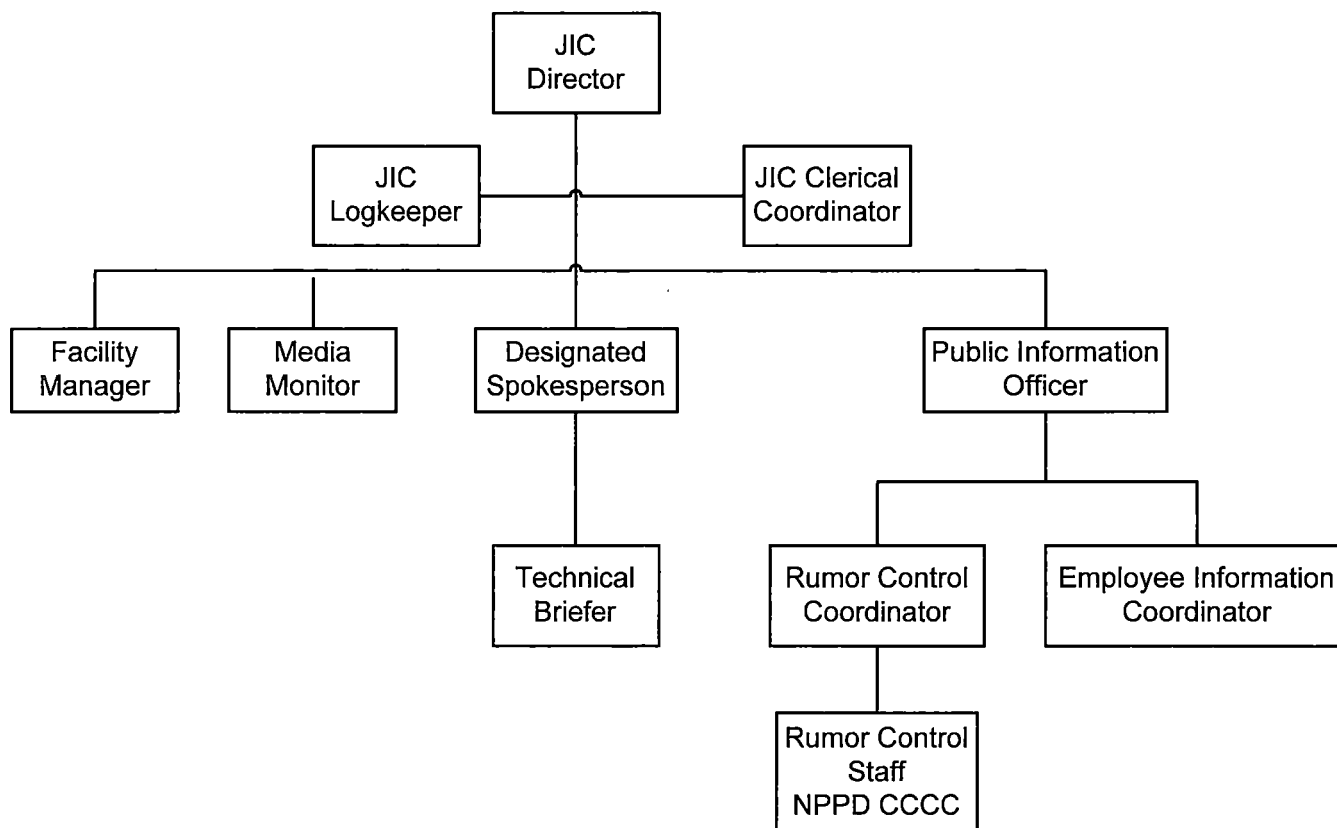 JIC
Director
JIC
Logkeeper
JIC Clerical
Coordinator
Facility
Manager
Media
Monitor
Designated
Spokesperson
Public Information
Officer
Technical
Briefer
Rumor Control
Coordinator
Employee Information
Coordinator
Rumor Control
Staff
NPPD CCCC